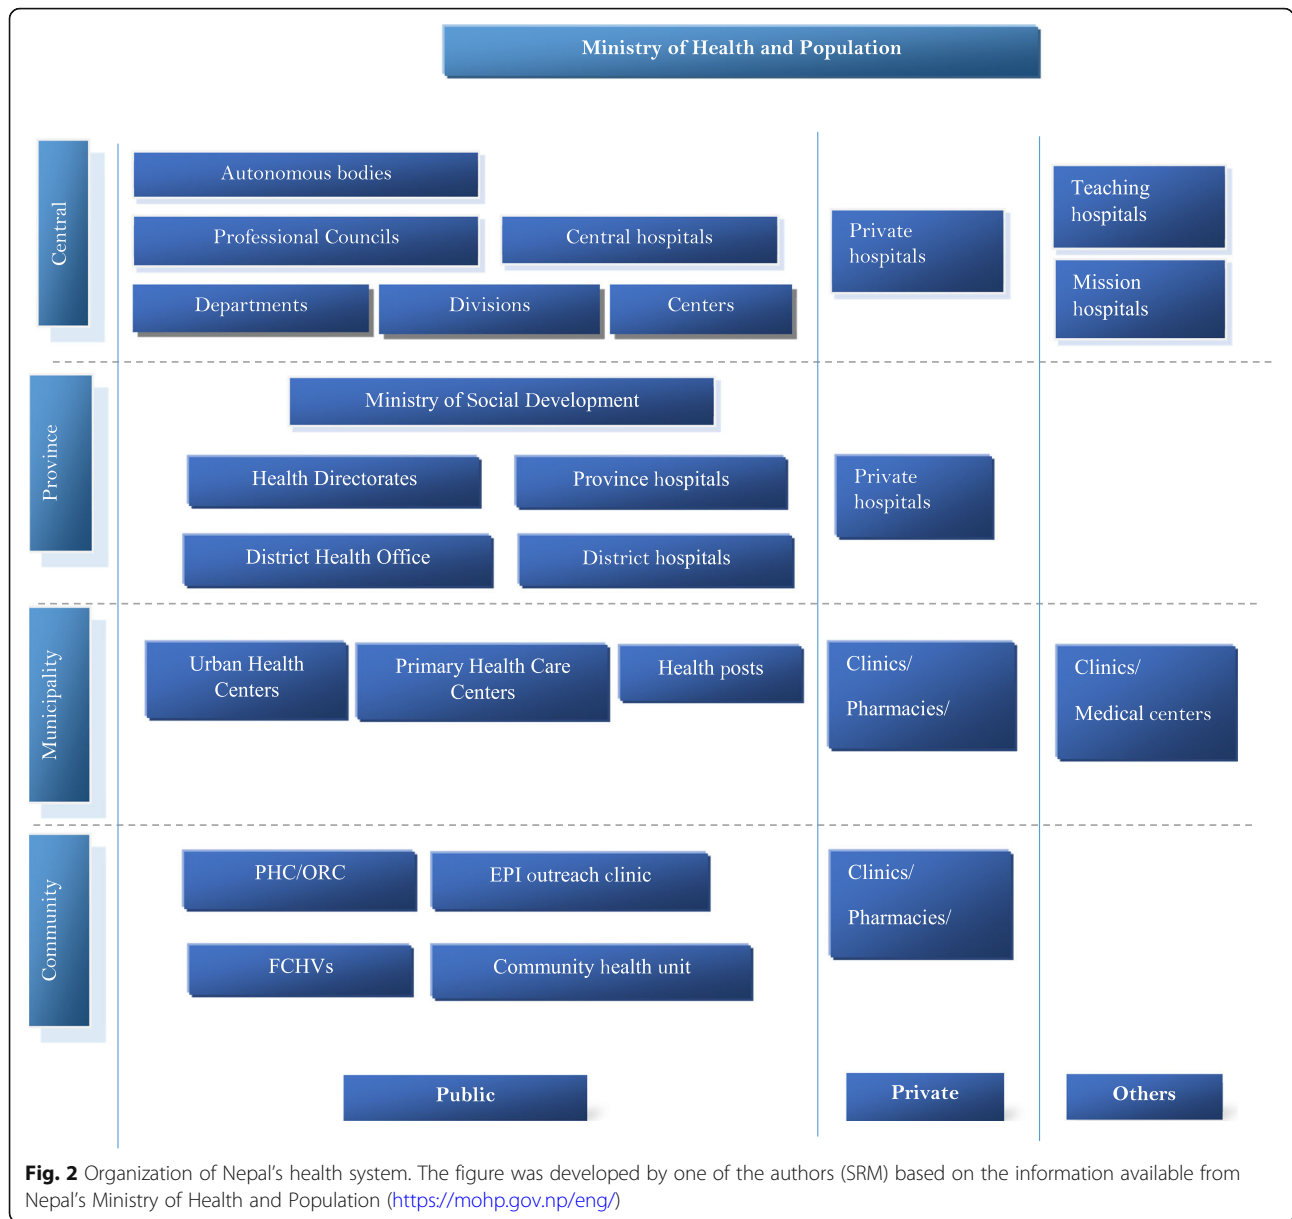 Ministry of Health and Population
Central
Autonomous bodies
Professional Councils
Central hospitals
Departments
Divisions
Centers
Private
hospitals
Teaching
hospitals
Mission
hospitals
Province
Ministry of Social Development
Health Directorates
Province hospitals
District Health Office
District hospitals
Private
hospitals
Municipality
Urban Health
Centers
Primary Health Care
Centers
Health posts
Clinics/
Pharmacies/
Clinics/
Medical centers
Community
PHC/ORC
EPI outreach clinic
FCHVs
Community health unit
Clinics/
Pharmacies/
Public
Private
Others
Fig. 2 Organization of Nepal’s health system. The figure was developed by one of the authors (SRM) based on the information available from
Nepal’s Ministry of Health and Population (https://mohp.gov.np/eng/)